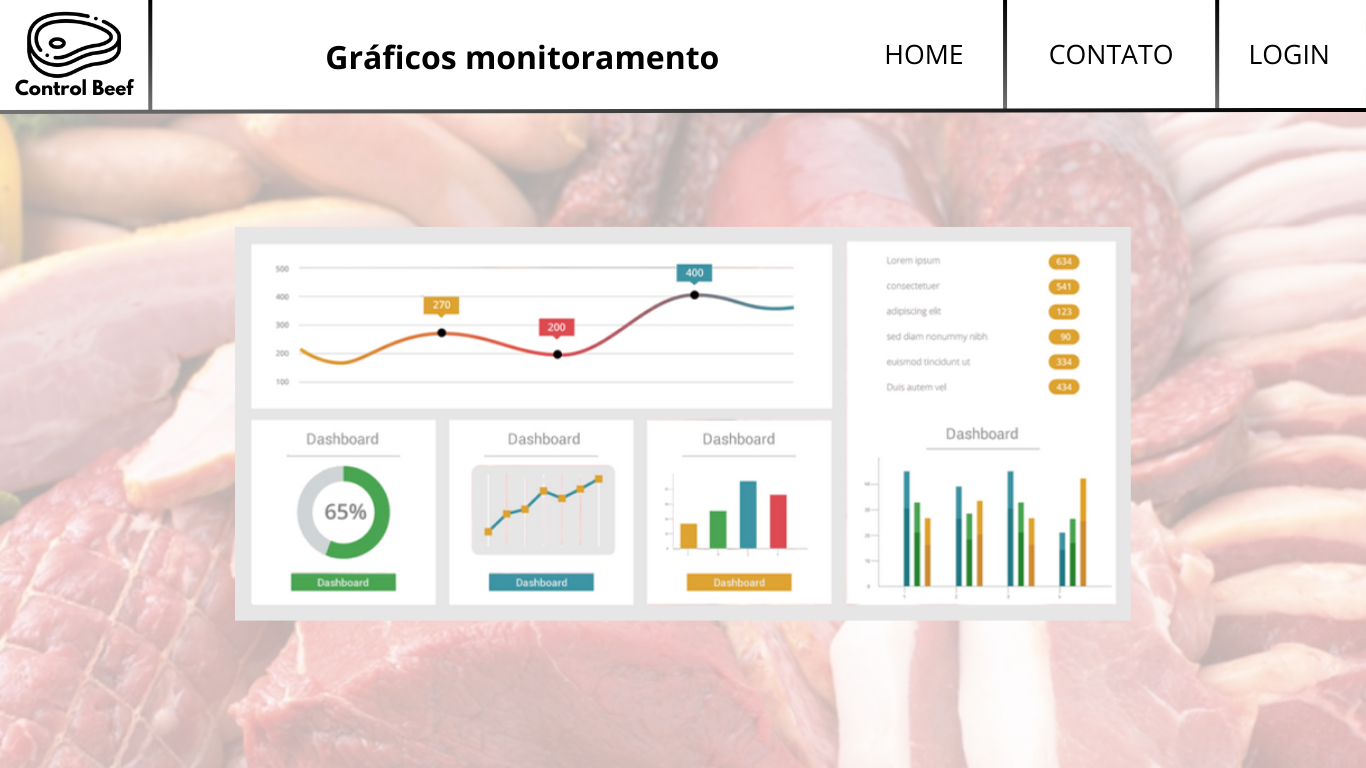 Control Beef
Gráficos monitoramento
HOME
CONTATO
LOGIN
500
400
300
200
100
270
200
400
Lorem ipsum 634
consectetuer 541
adipiscing elit 123
sed diam nonummy nibh 90
euismod tincidunt ut 334
Duis autem vel 434
Dashboard
65%
Dashboard
Dashboard
Dashboard
Dashboard
Dashboard
Dashboard